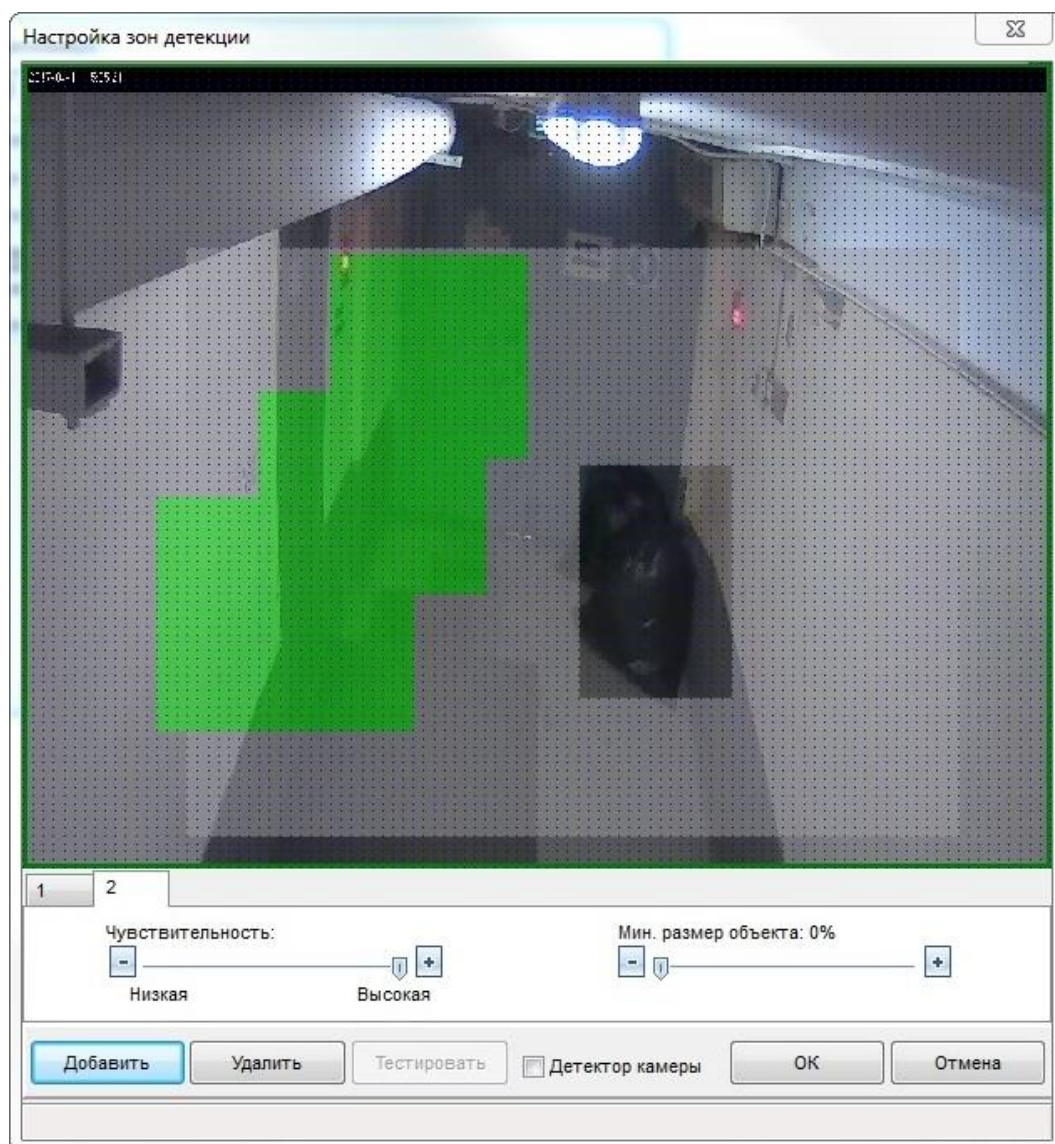 Настройка зон детекции
1
2
Чувствительность:
Мин. размер объекта: 0%
Низкая
Высокая
Добавить
Удалить
Тестировать
Детектор камеры
ОК
Отмена